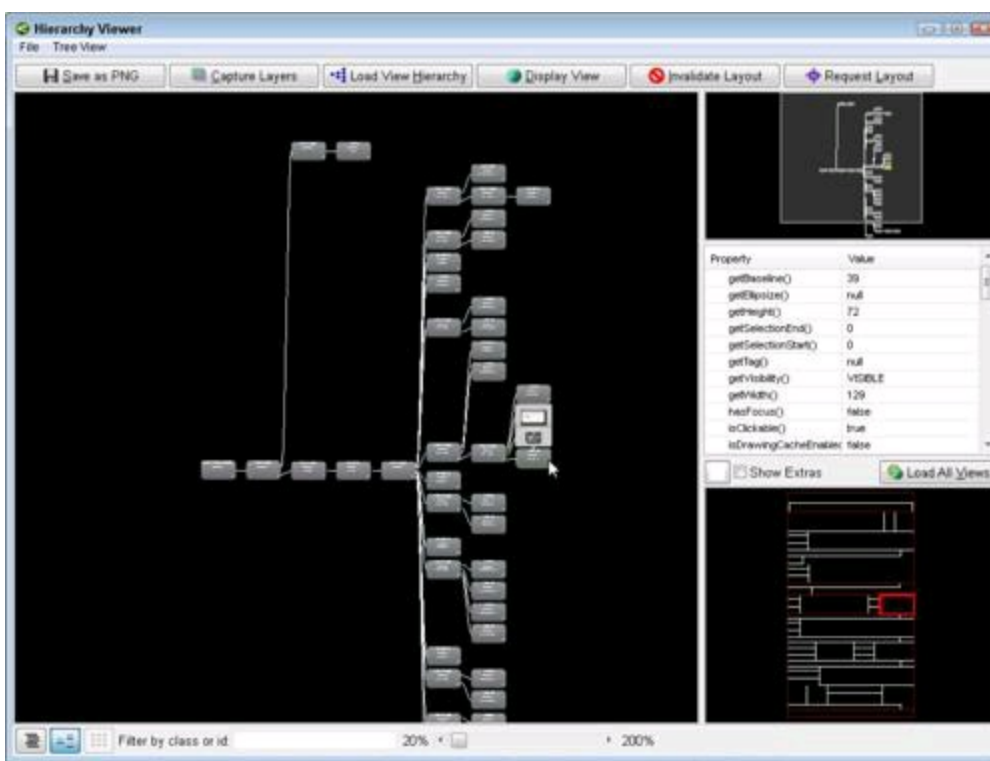 Hierarchy Viewer
File Tree View
Save as PNG
Capture Layers
Load View Hierarchy
Display View
Invalidate Layout
Request Layout
Property Value
getBaseline() 39
getEllipsize() null
getHeight() 72
getSelectionEnd() 0
getSelectionStart() 0
getTag() null
getVisibility() VISIBLE
getWidth() 129
hasFocus() false
isClickable() true
isDrawingCacheEnabled false
Show Extras
Load All Views
Filter by class or id:
20%
200%